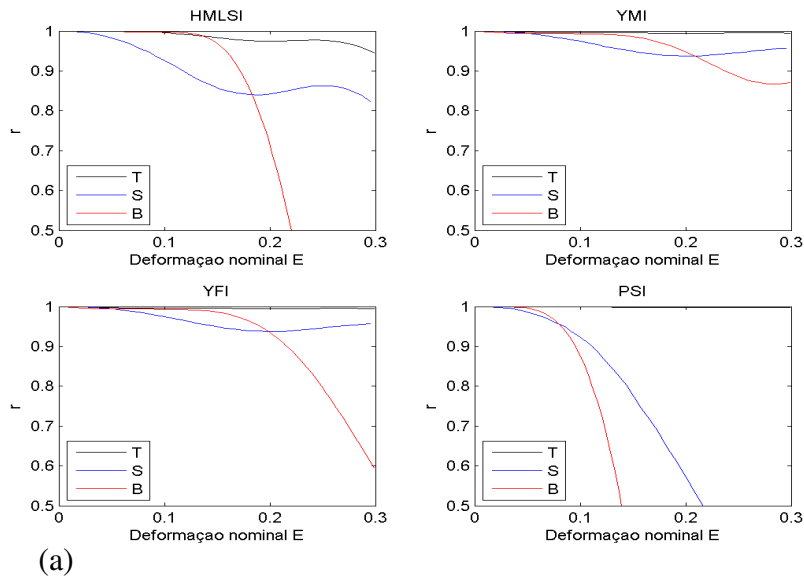 HMLSI
1
0.9
0.8
0.7
0.6
0.5
r
T
S
B
0 0.1 0.2 0.3
Deformaçao nominal E
YMI
1
0.9
0.8
0.7
0.6
0.5
r
T
S
B
0 0.1 0.2 0.3
Deformaçao nominal E
YFI
1
0.9
0.8
0.7
0.6
0.5
r
T
S
B
0 0.1 0.2 0.3
Deformaçao nominal E
PSI
1
0.9
0.8
0.7
0.6
0.5
r
T
S
B
0 0.1 0.2 0.3
Deformaçao nominal E
(a)